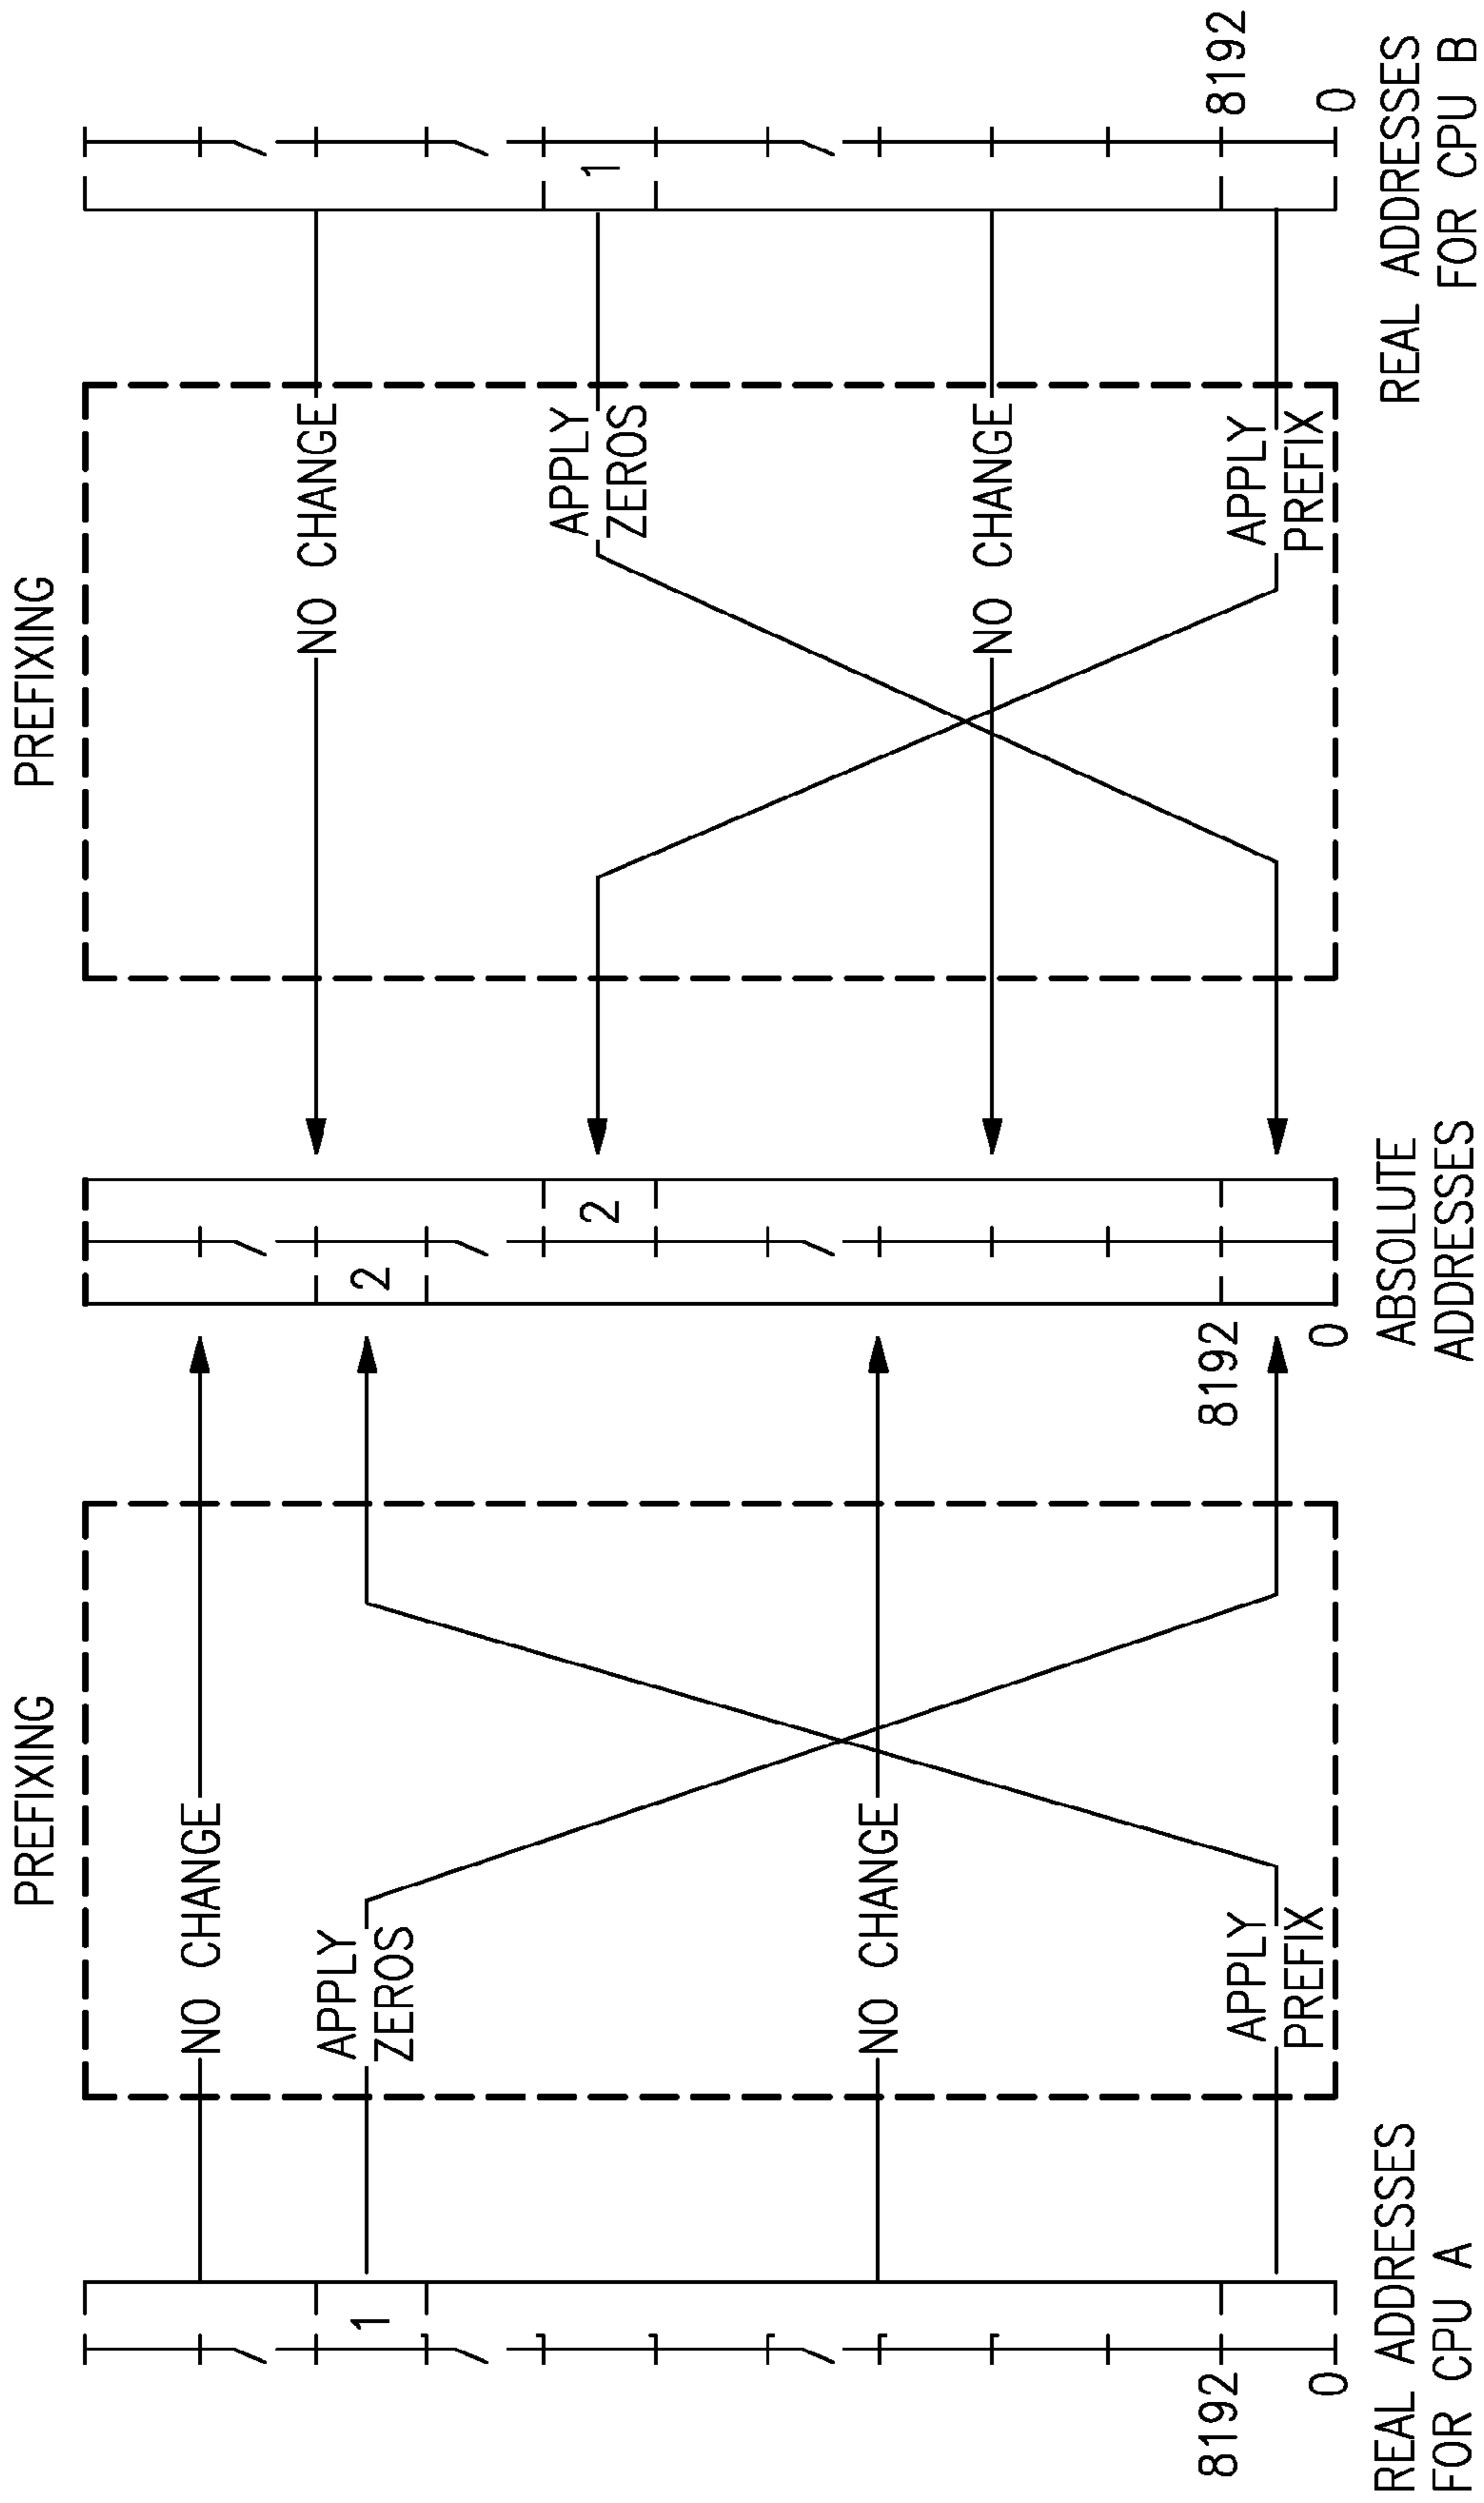 PREFIXING
PREFIXING
NO CHANGE
NO CHANGE
1
APPLY
ZEROS
2
2
APPLY
ZEROS
1
NO CHANGE
NO CHANGE
8192
APPLY
PREFIX
8192
APPLY
PREFIX
8192
0
0
0
REAL ADDRESSES
FOR CPU A
ABSOLUTE
ADDRESSES
REAL ADDRESSES
FOR CPU B